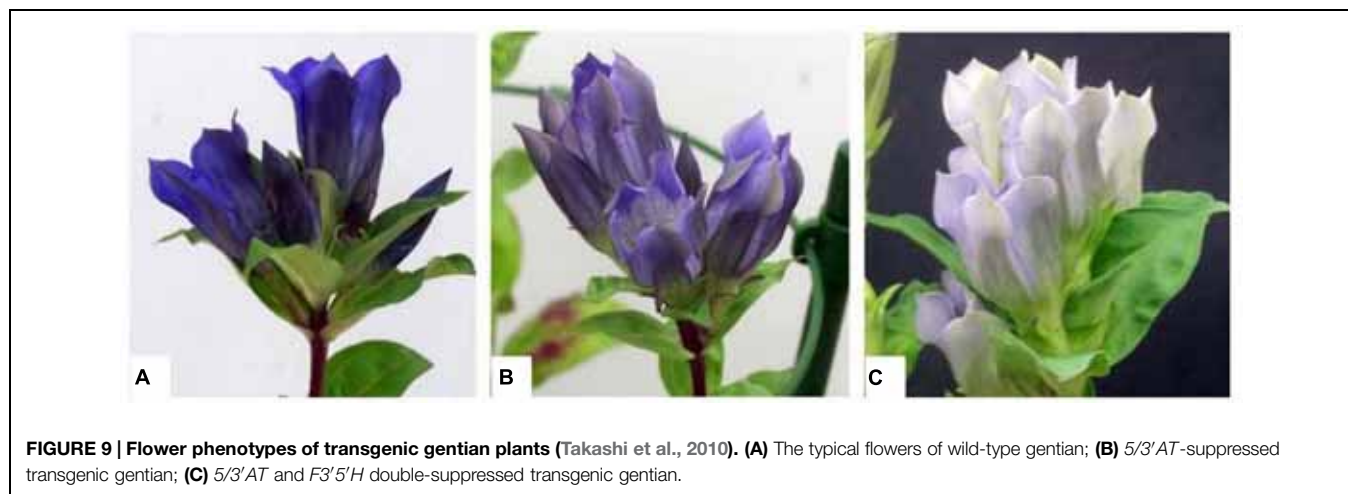 A
B
C
FIGURE 9 | Flower phenotypes of transgenic gentian plants (Takashi et al., 2010). (A) The typical flowers of wild-type gentian; (B) 5/3′AT-suppressed
transgenic gentian; (C) 5/3′AT and F3′5′H double-suppressed transgenic gentian.